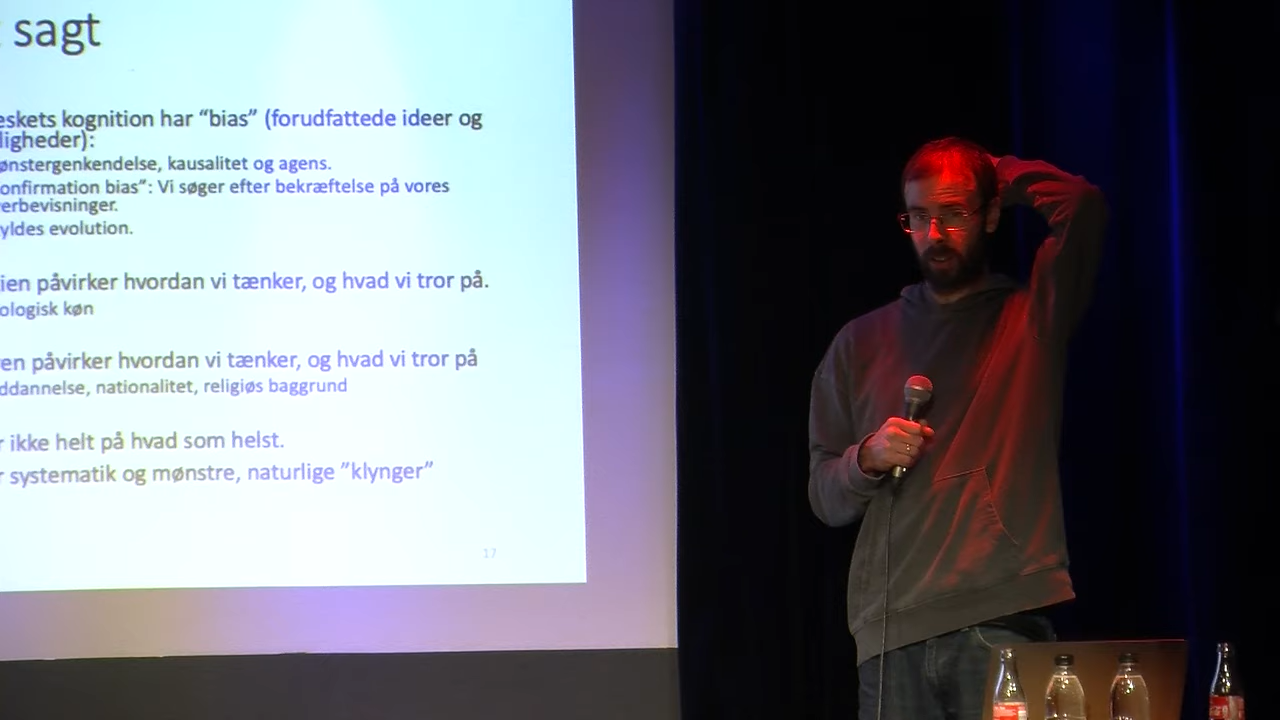 sagt
eskets kognition har “bias” (forudfattede ideer og
ligheder):
ønstergenkendelse, kausalitet og agens.
onfirmation bias”: Vi søger efter bekræftelse på vores
erbevisninger.
yldes evolution.
ien påvirker hvordan vi tænker, og hvad vi tror på.
ologisk køn
en påvirker hvordan vi tænker, og hvad vi tror på
ddannelse, nationalitet, religiøs baggrund
r ikke helt på hvad som helst.
r systematik og mønstre, naturlige ”klynger”
17